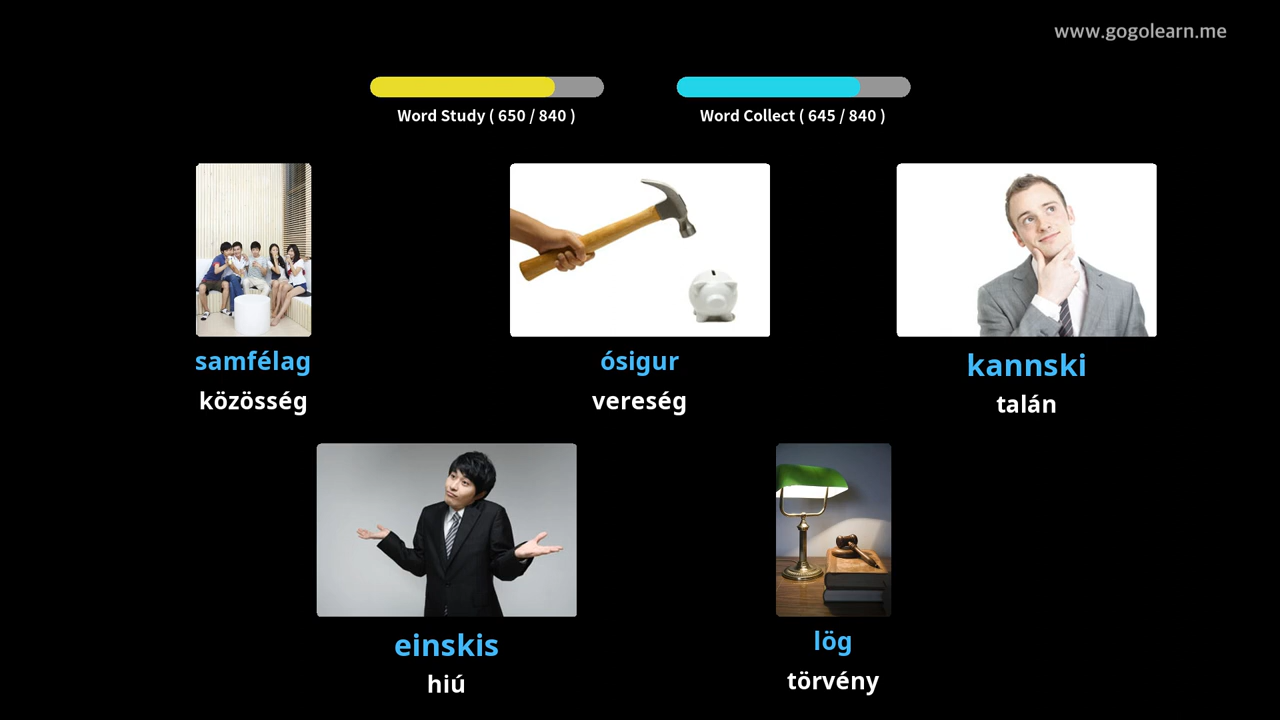 www.gogolearn.me
Word Study ( 650 / 840 )
Word Collect ( 645 / 840 )
samfélag
közösség
ósigur
vereség
kannski
talán
einskis
hiú
lög
törvény